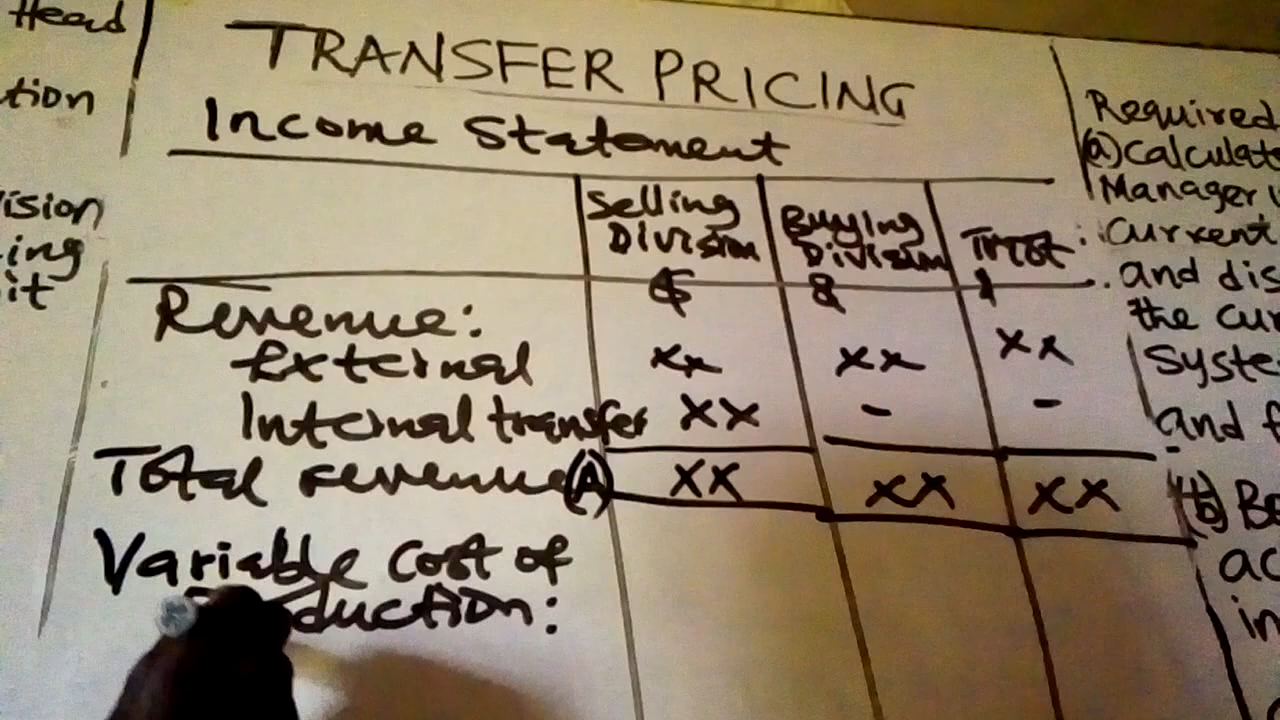 Head
tion
ision
ing
it
TRANSFER PRICING
Income Statement
Selling Division
Buying Division
$
$
Revenue:
External xx xx xx
Internal transfer xx - -
Total revenue (A) xx xx xx
Variable cost of
duction:
Required
(a) Calculat
Manager
Current
and dis
the cur
Syste
and f
(b) Be
ac
in